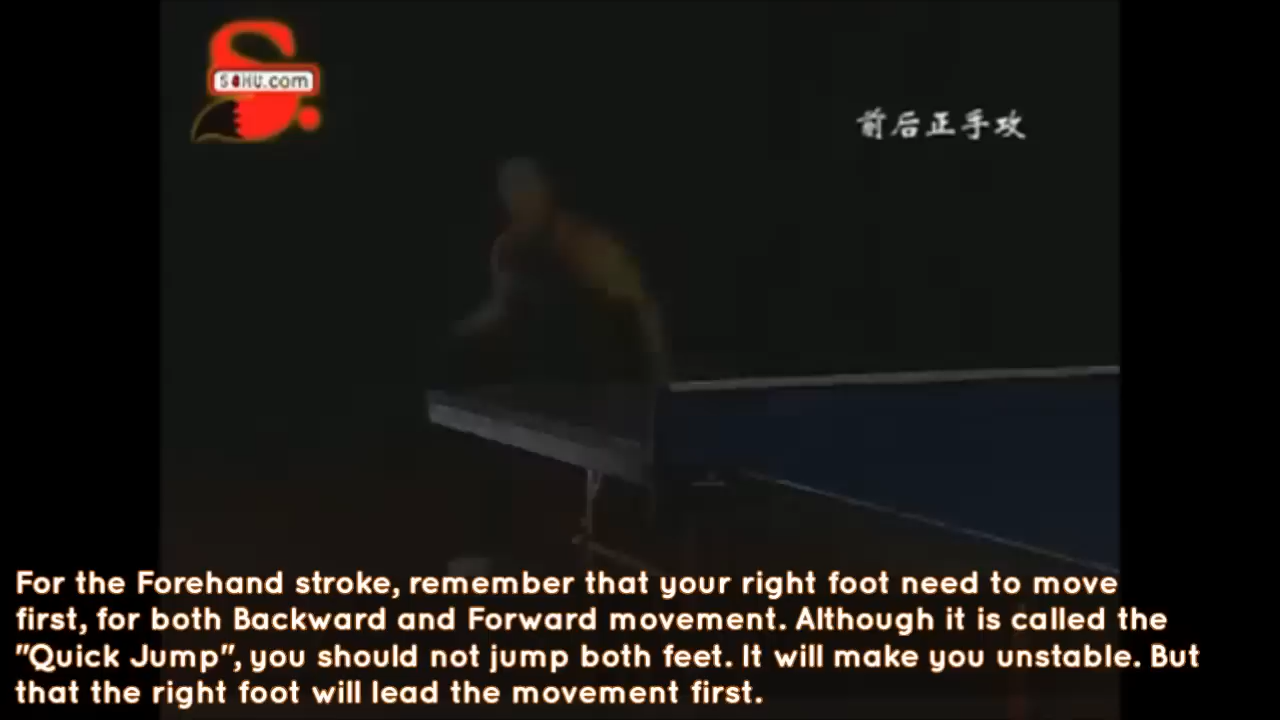 SOHU.com
前后正手攻
For the Forehand stroke, remember that your right foot need to move
first, for both Backward and Forward movement. Although it is called the
"Quick Jump", you should not jump both feet. It will make you unstable. But
that the right foot will lead the movement first.